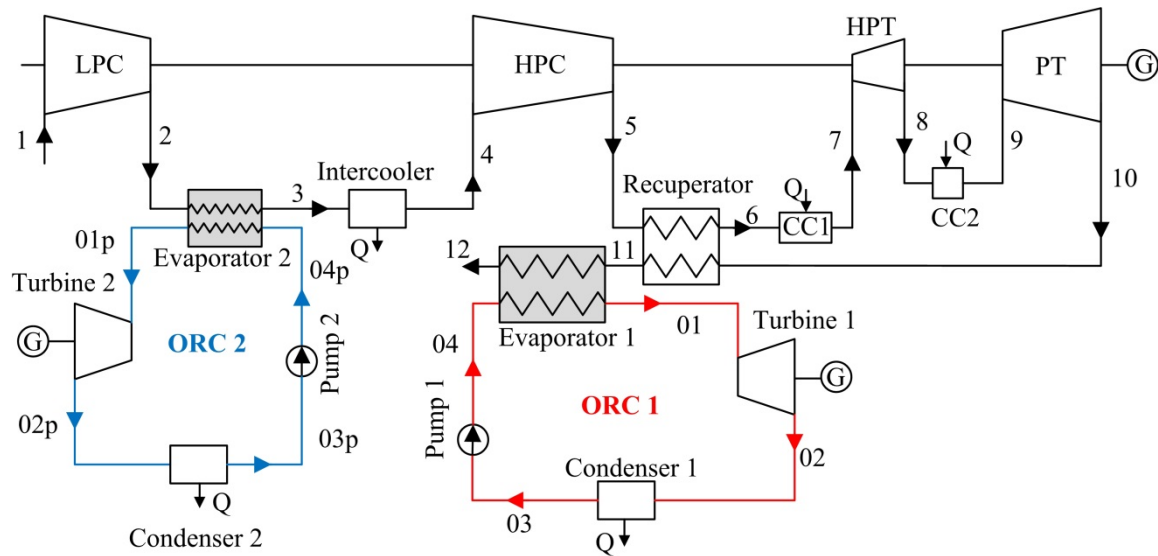 LPC
HPC
HPT
PT
G
1
2
3
4
5
6
7
8
9
10
Intercooler
Q
Recuperator
Q
CC1
Q
CC2
01p
Evaporator 2
04p
Q
12
11
Turbine 2
Evaporator 1
01
Turbine 1
G
ORC 2
Pump 2
04
Pump 1
ORC 1
G
02p
03p
02
Condenser 1
Q
03
Condenser 2
Q